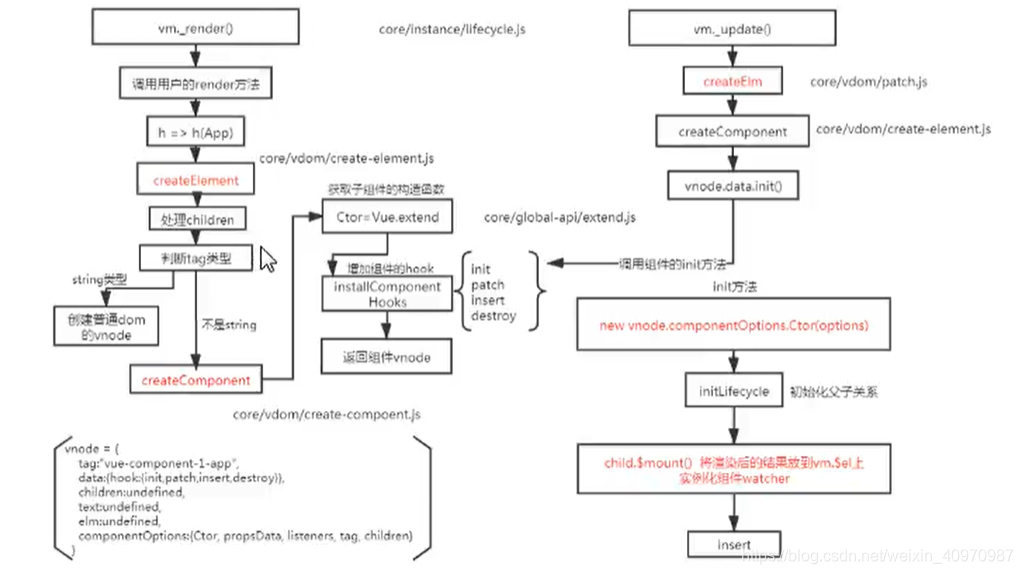 vm._render()
core/instance/lifecycle.js
vm._update()
调用用户的render方法
createElm
core/vdom/patch.js
h => h(App)
createComponent
core/vdom/create-element.js
core/vdom/create-element.js
createElement
vnode.data.init()
获取子组件的构造函数
处理children
Ctor=Vue.extend
core/global-api/extend.js
判断tag类型
string类型
增加组件的hook
installComponent
Hooks
init
patch
insert
destroy
调用组件的init方法
init方法
创建普通dom
的vnode
不是string
new vnode.componentOptions.Ctor(options)
返回组件vnode
createComponent
initLifecycle
初始化父子关系
core/vdom/create-compoent.js
vnode = {
tag:"vue-component-1-app",
data:{hook:{init,patch,insert,destroy}},
children:undefined,
text:undefined,
elm:undefined,
componentOptions:{Ctor, propsData, listeners, tag, children)
}
child.$mount() 将渲染后的结果放到vm.$el上
实例化组件watcher
insert
https://blog.csdn.net/weixin_40970987